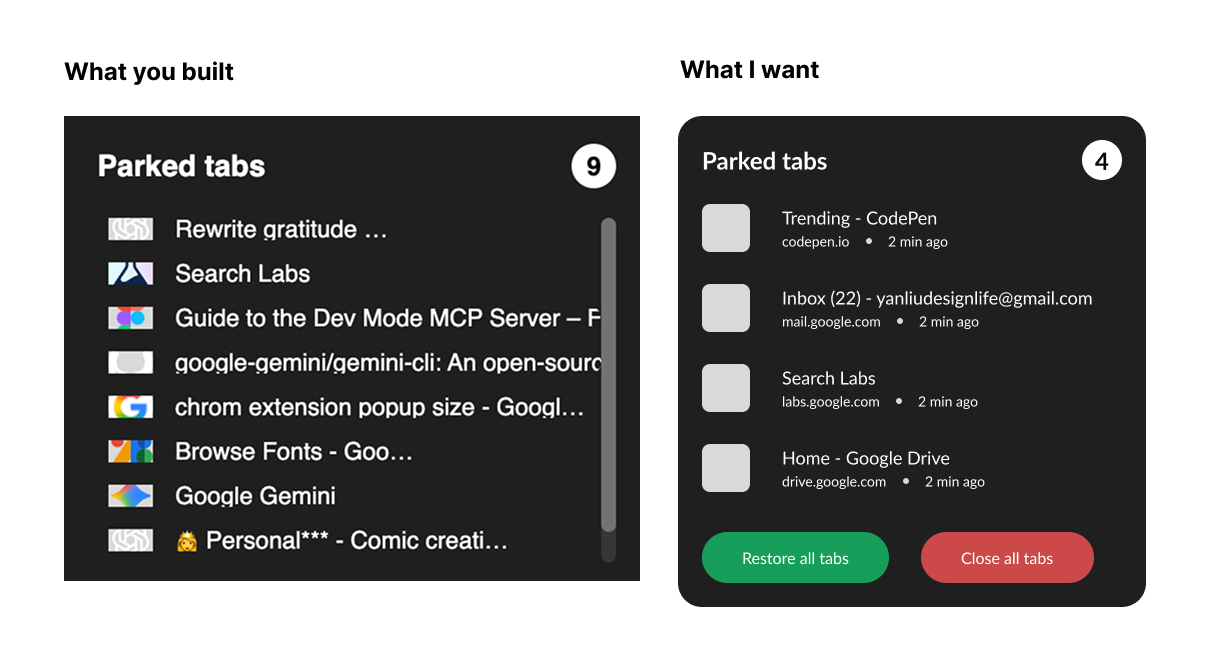 What you built
Parked tabs
9
Rewrite gratitude …
Search Labs
Guide to the Dev Mode MCP Server – F
google-gemini/gemini-cli: An open-sourc
chrom extension popup size - Googl…
Browse Fonts - Goo…
Google Gemini
👸 Personal*** - Comic creati…
What I want
Parked tabs
4
Trending - CodePen
codepen.io • 2 min ago
Inbox (22) - yanliudesignlife@gmail.com
mail.google.com • 2 min ago
Search Labs
labs.google.com • 2 min ago
Home - Google Drive
drive.google.com • 2 min ago
Restore all tabs
Close all tabs